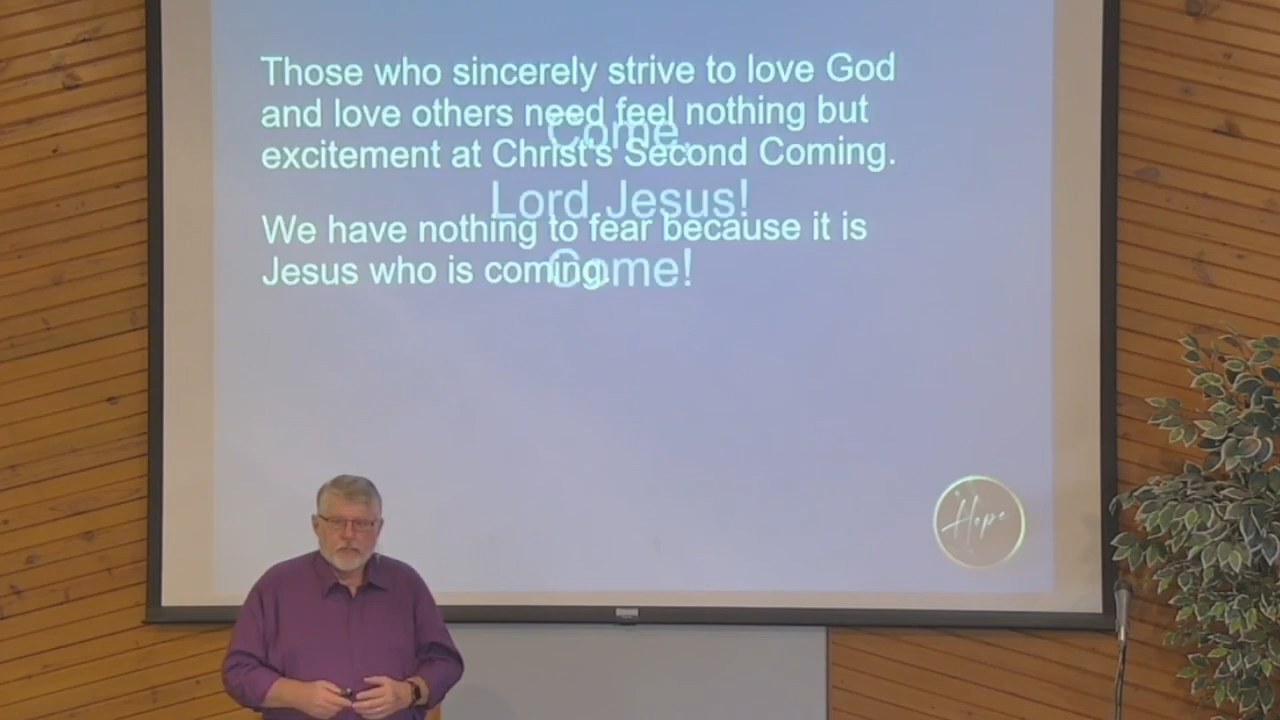 Those who sincerely strive to love God
and love others need feel nothing but
excitement at Christ's Second Coming.
We have nothing to fear because it is
Jesus who is coming.
Come,
Lord Jesus!
Come!
Hope